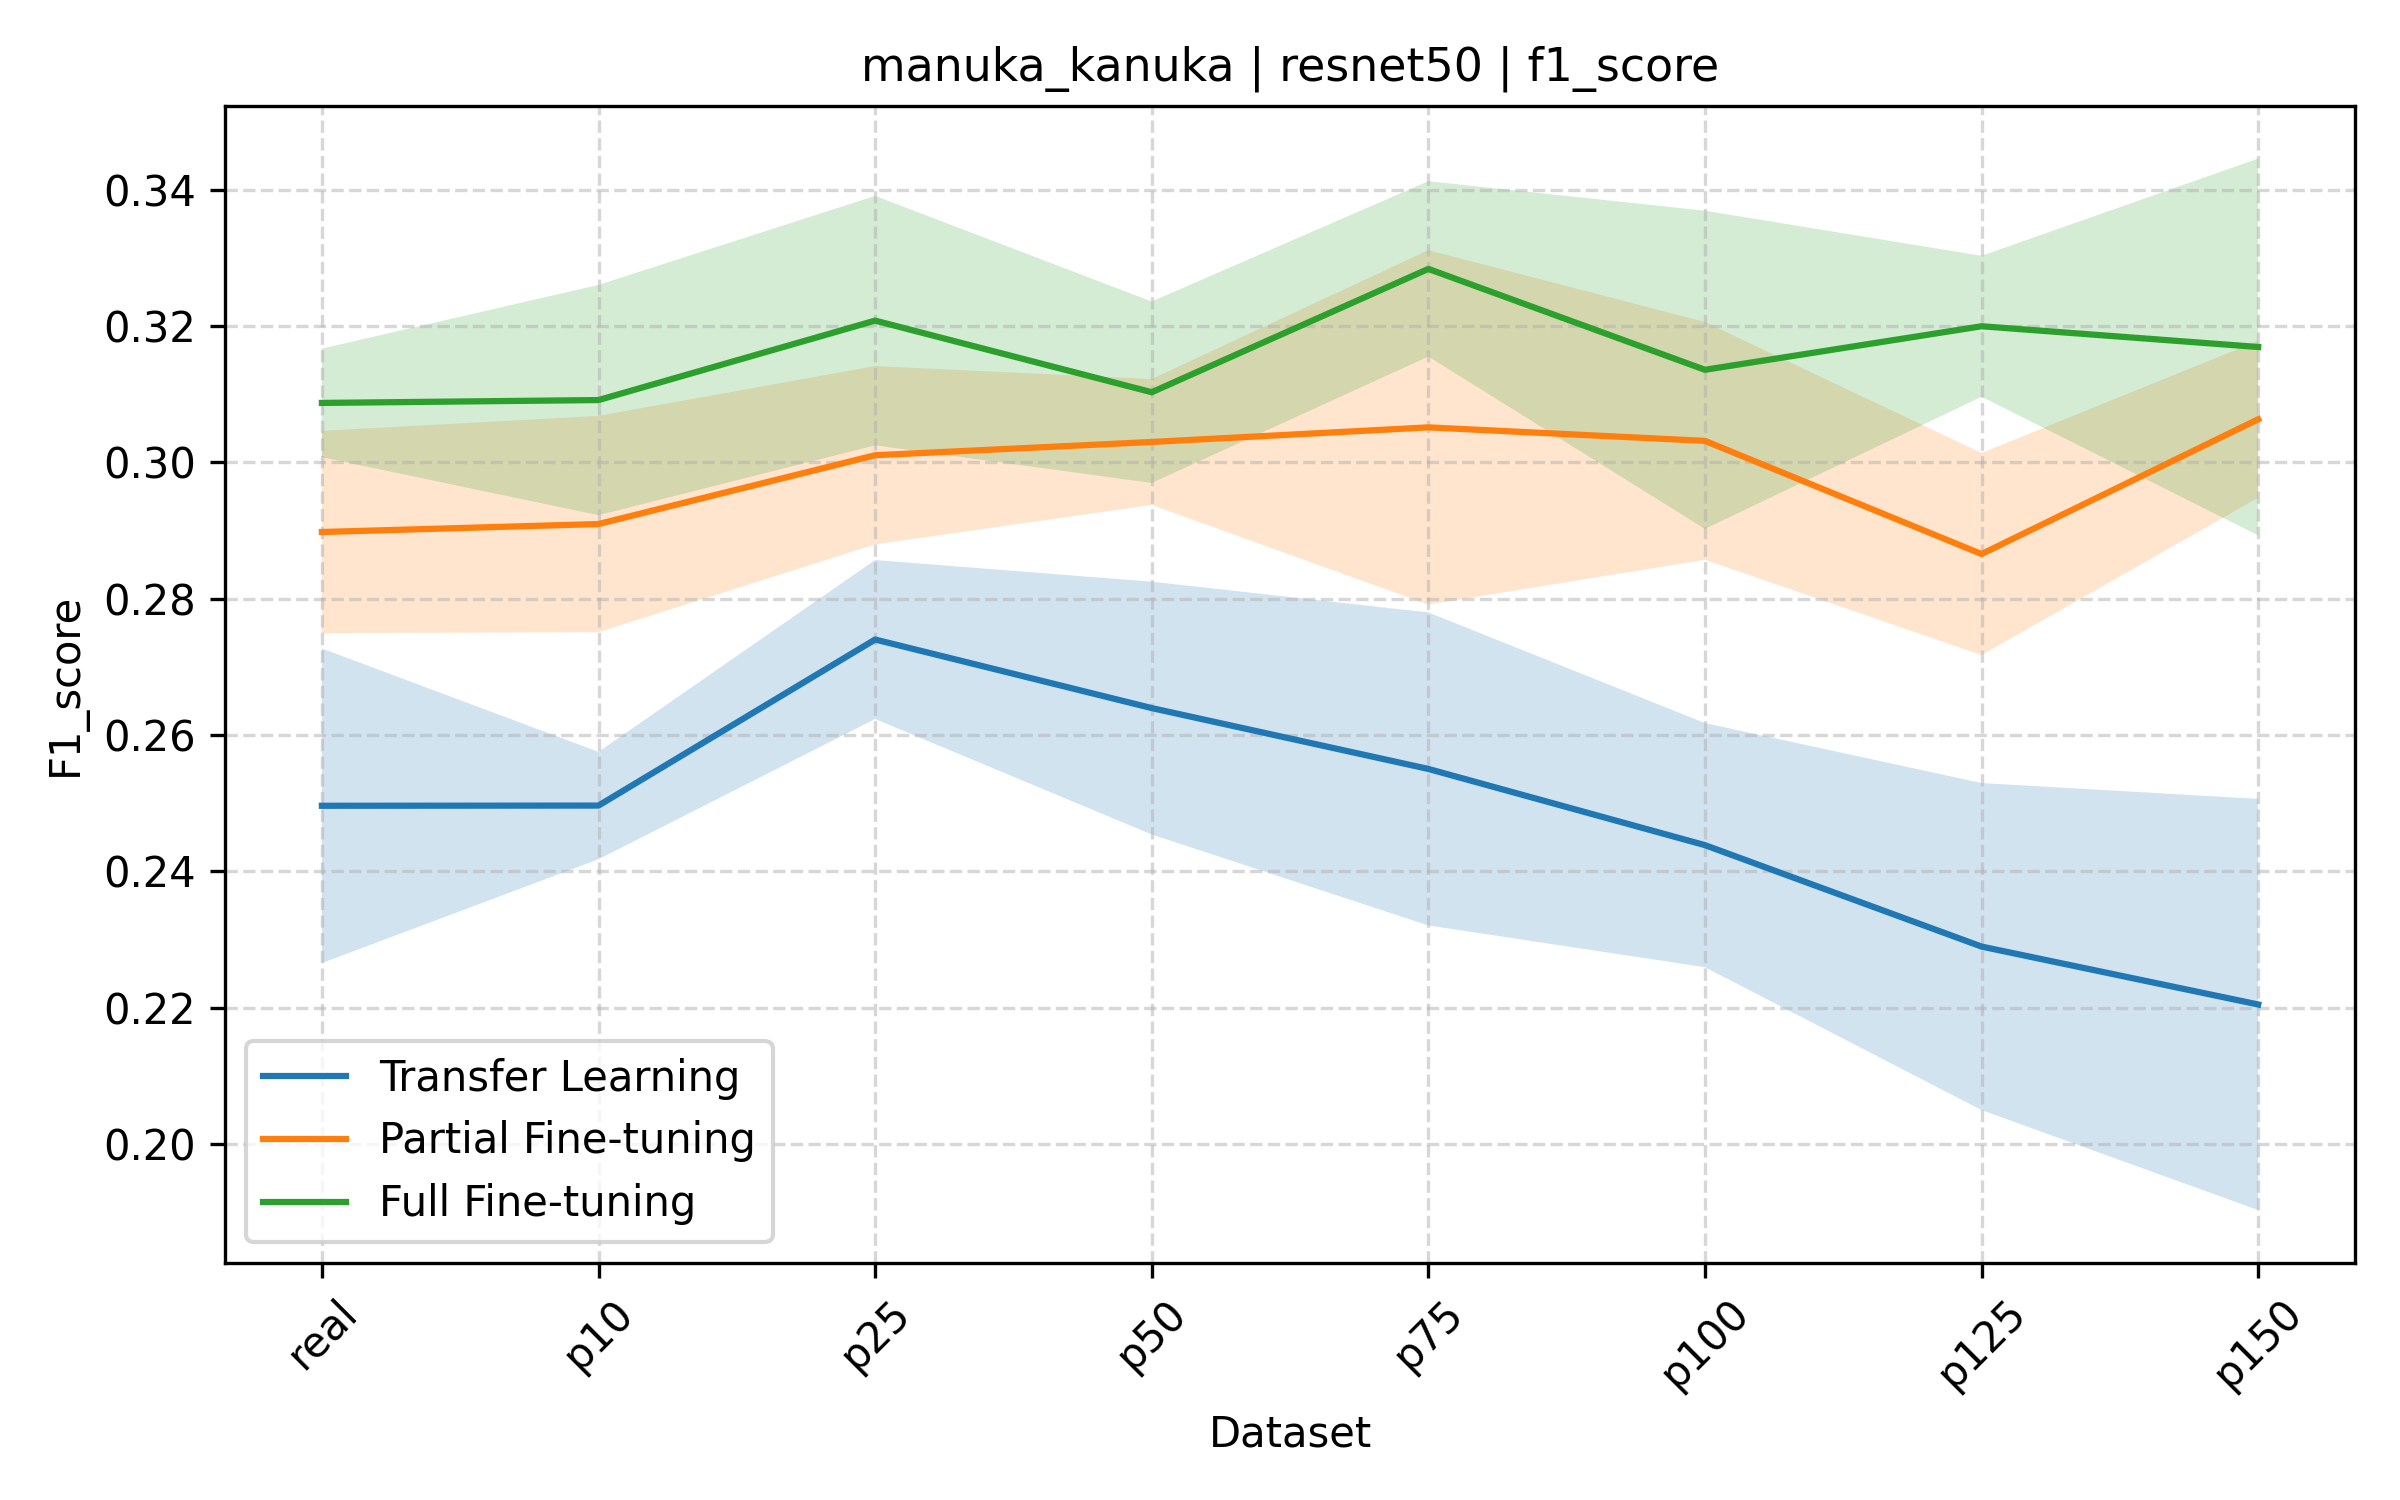 manuka_kanuka | resnet50 | f1_score
F1_score
0.34
0.32
0.30
0.28
0.26
0.24
0.22
0.20
Transfer Learning
Partial Fine-tuning
Full Fine-tuning
real
p10
p25
p50
p75
p100
p125
p150
Dataset